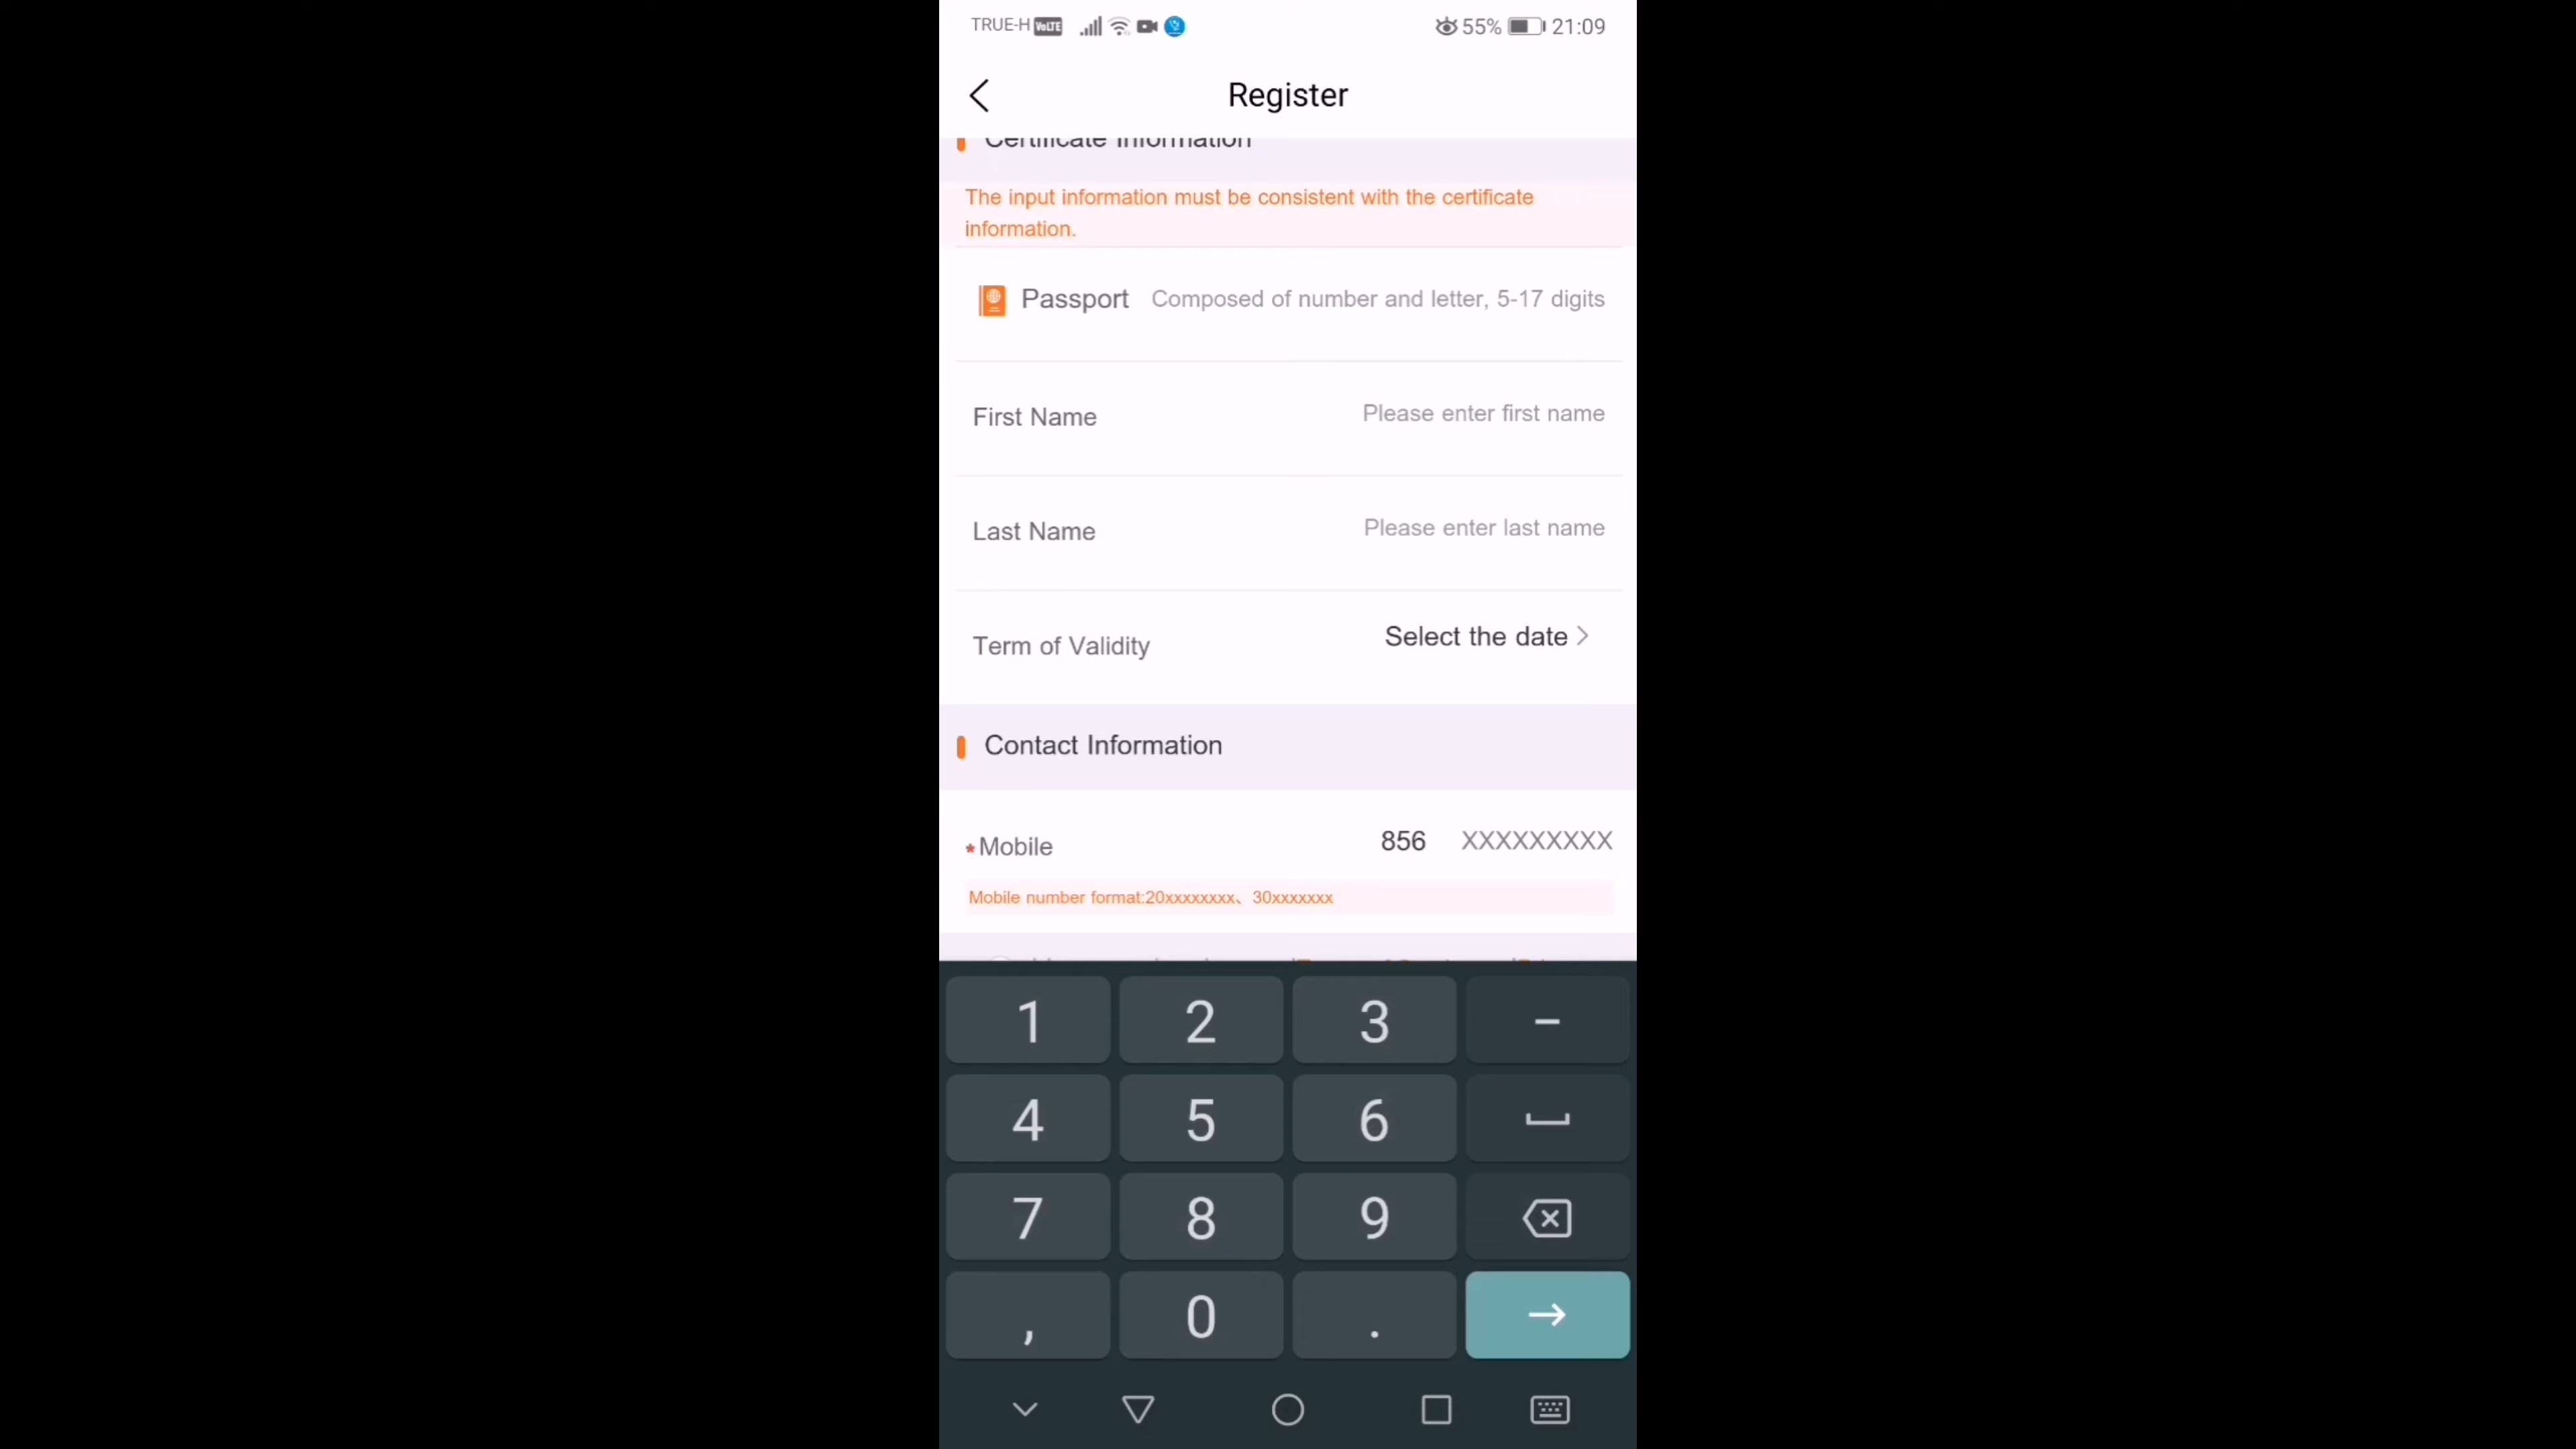 TRUE-H VoLTE 55% 21:09
Register
Certificate Information
The input information must be consistent with the certificate
information.
Passport Composed of number and letter, 5-17 digits
First Name Please enter first name
Last Name Please enter last name
Term of Validity Select the date
Contact Information
*Mobile 856 XXXXXXXXX
Mobile number format:20xxxxxxxx、30xxxxxxx
1 2 3 –
4 5 6
7 8 9
, 0 .